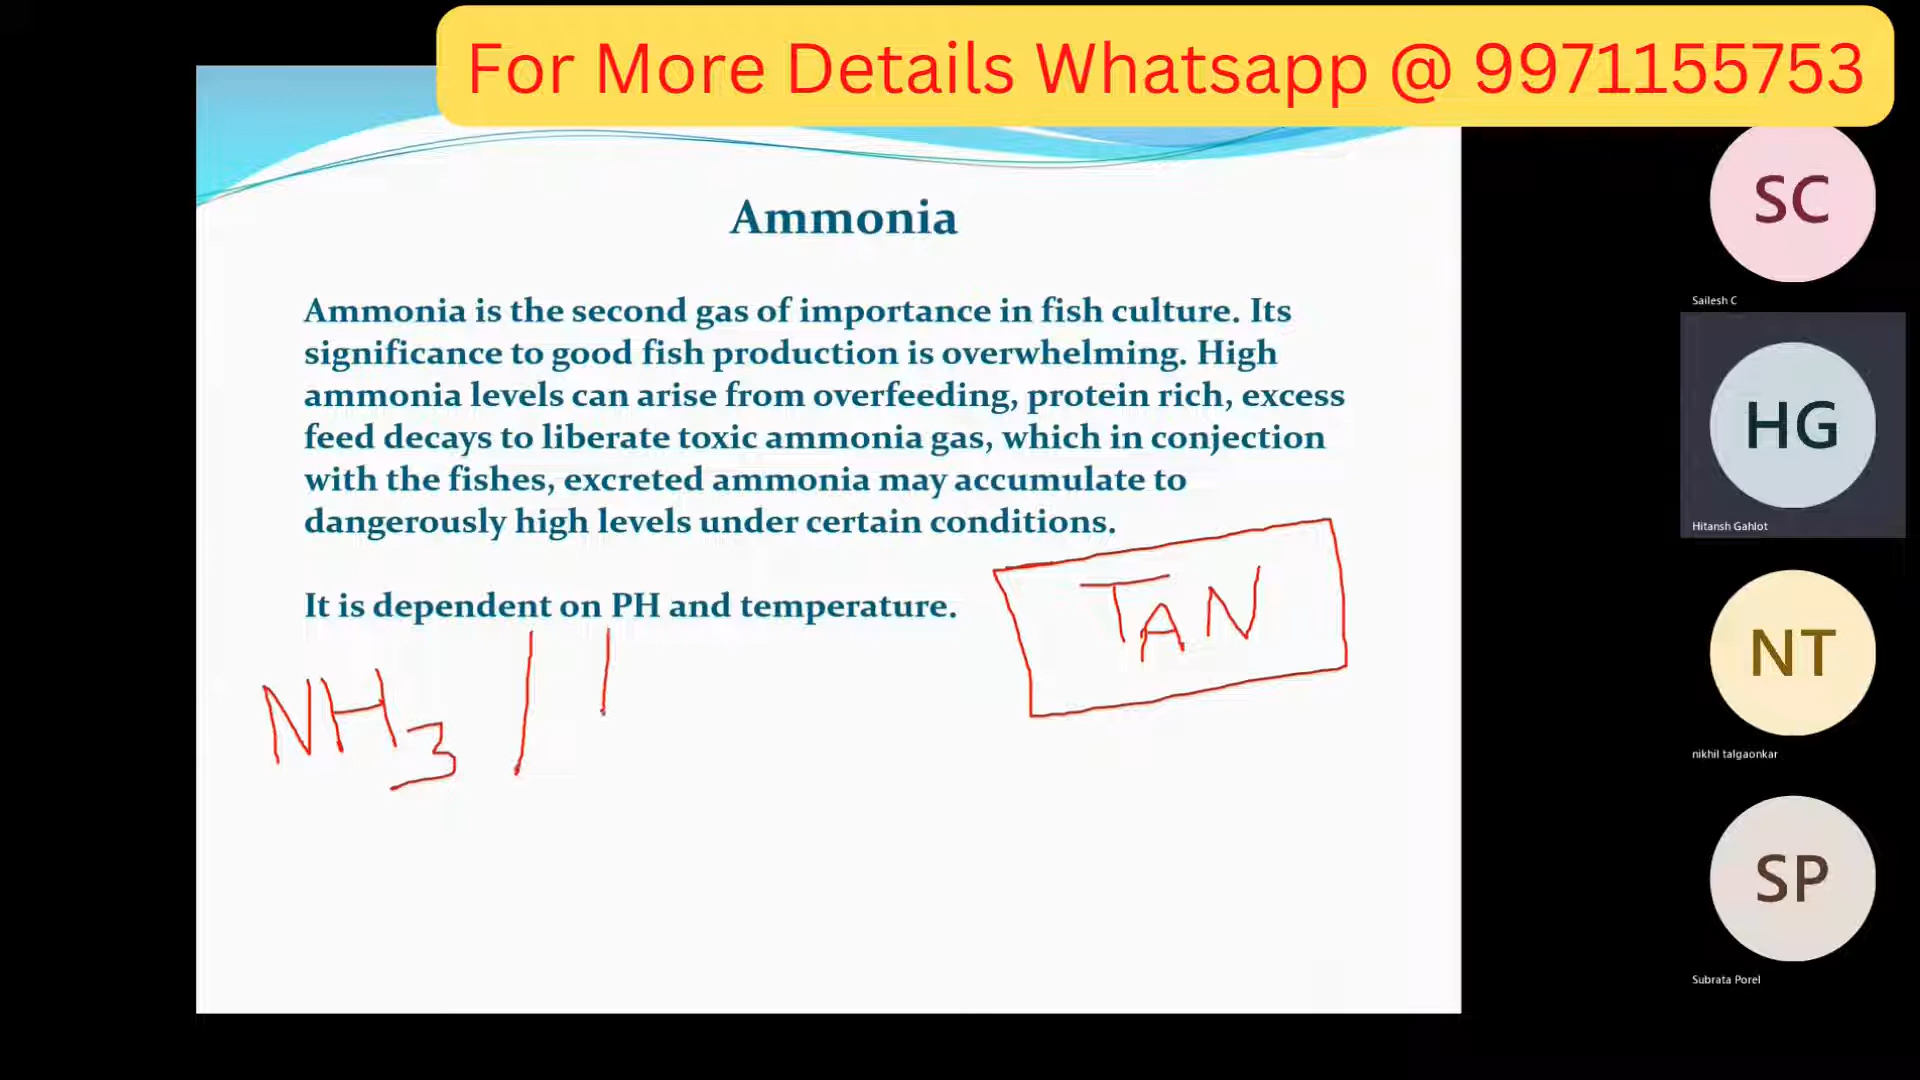 For More Details Whatsapp @ 9971155753
Ammonia
Ammonia is the second gas of importance in fish culture. Its
significance to good fish production is overwhelming. High
ammonia levels can arise from overfeeding, protein rich, excess
feed decays to liberate toxic ammonia gas, which in conjection
with the fishes, excreted ammonia may accumulate to
dangerously high levels under certain conditions.
It is dependent on PH and temperature.
TAN
NH3 /
SC
Sailesh C
HG
Hitansh Gahlot
NT
nikhil talgaonkar
SP
Subrata Porel